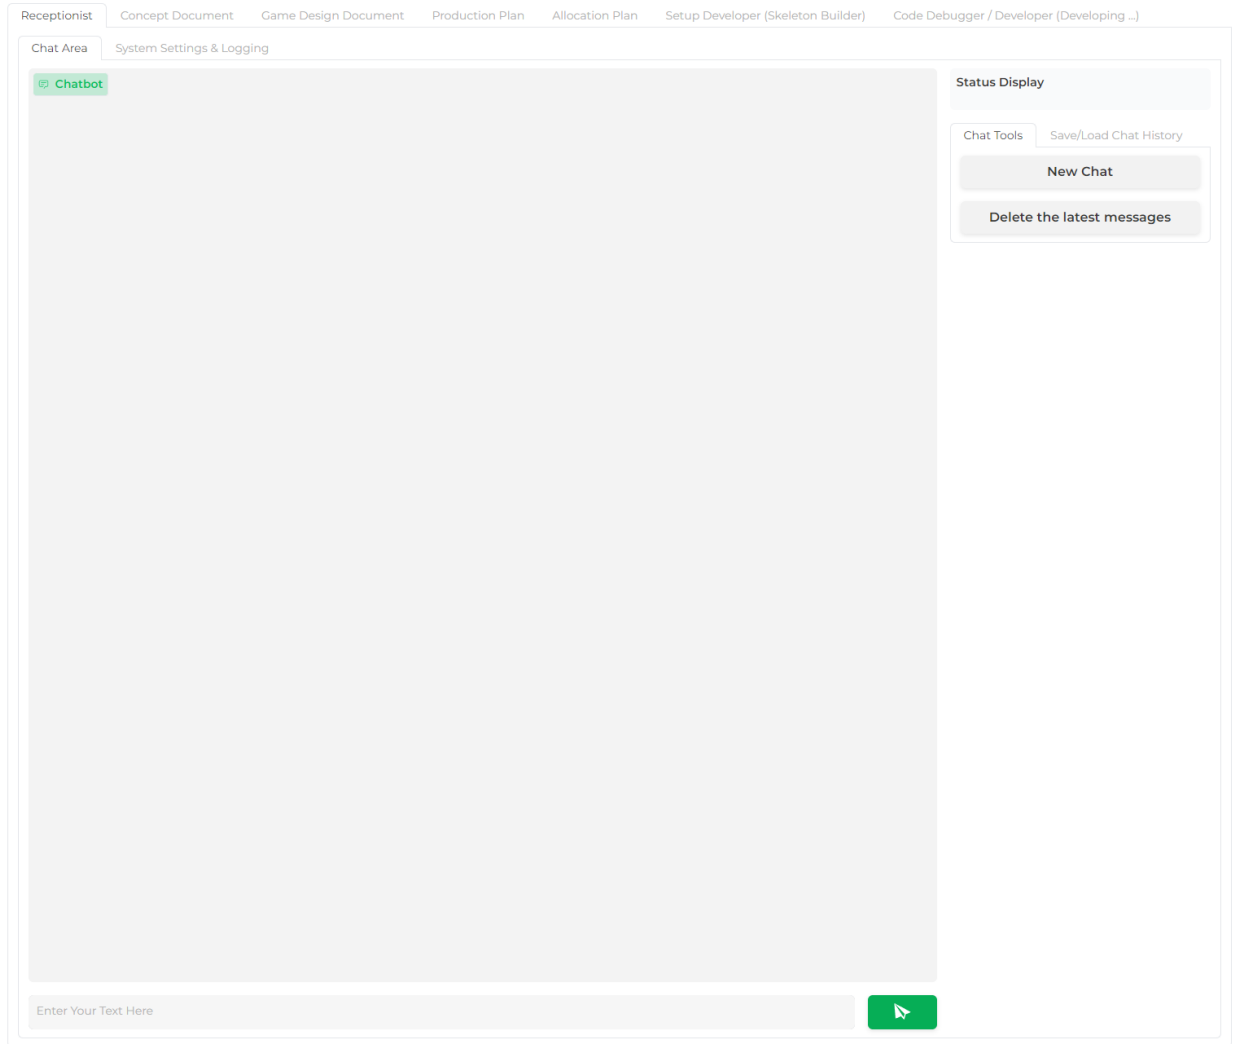 Receptionist Concept Document Game Design Document Production Plan Allocation Plan Setup Developer (Skeleton Builder) Code Debugger / Developer (Developing ...)
Chat Area System Settings & Logging
Chatbot
Status Display
Chat Tools Save/Load Chat History
New Chat
Delete the latest messages
Enter Your Text Here